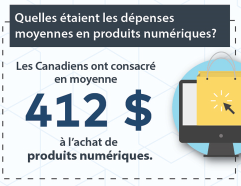 Quelles étaient les dépenses
moyennes en produits numériques?
Les Canadiens ont consacré
en moyenne
412 $
à l'achat de
produits numériques.